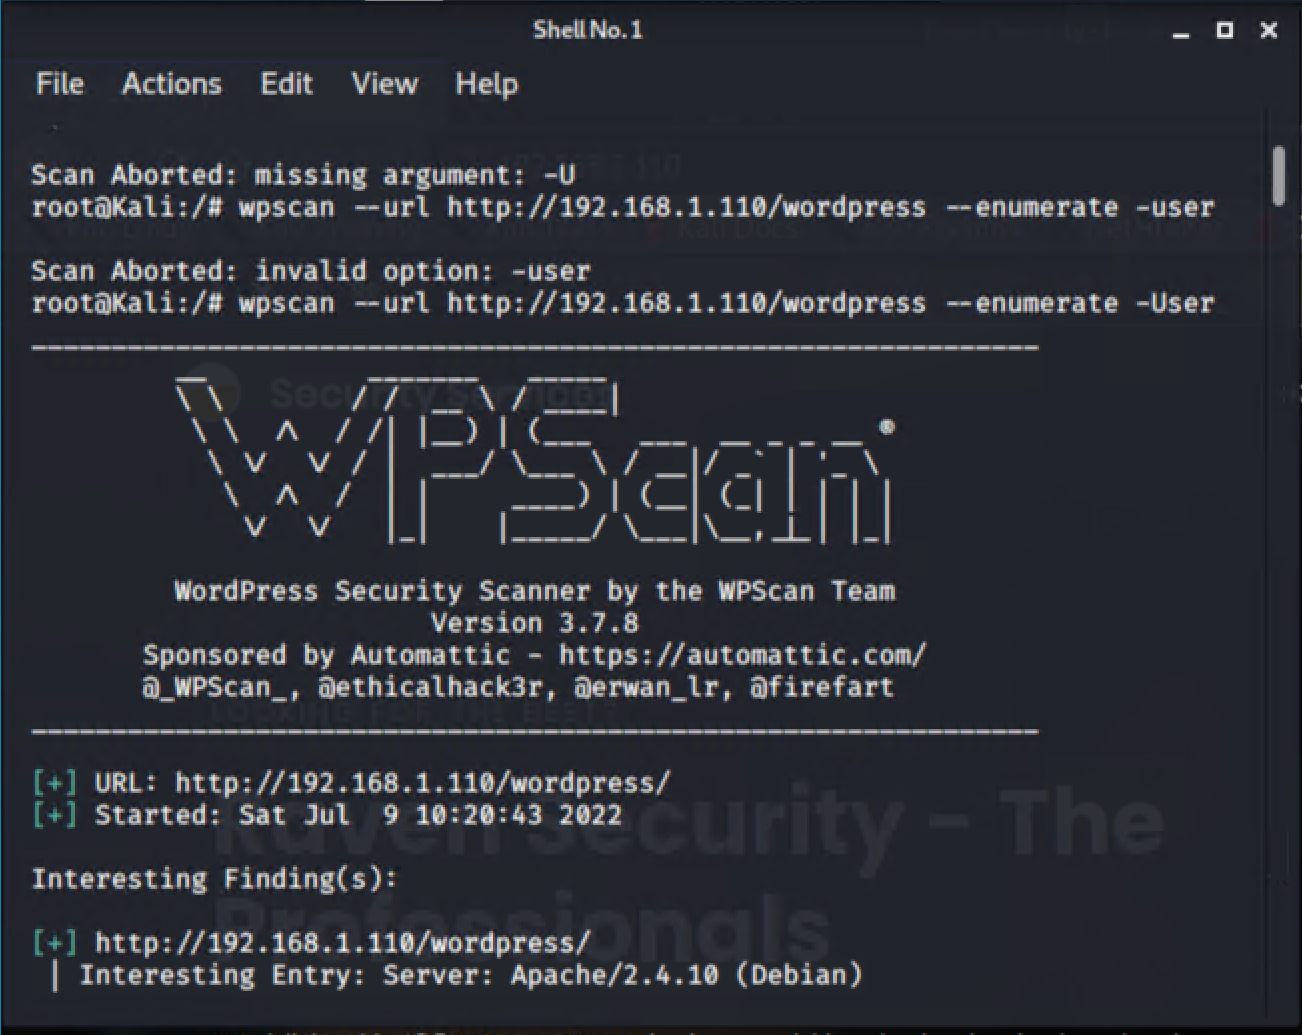 Shell No. 1
File Actions Edit View Help
Scan Aborted: missing argument: -U
root@Kali:/# wpscan --url http://192.168.1.110/wordpress --enumerate -user
Scan Aborted: invalid option: -user
root@Kali:/# wpscan --url http://192.168.1.110/wordpress --enumerate -User
WPScan ®
WordPress Security Scanner by the WPScan Team
Version 3.7.8
Sponsored by Automattic - https://automattic.com/
@_WPScan_, @ethicalhack3r, @erwan_lr, @firefart
[+] URL: http://192.168.1.110/wordpress/
[+] Started: Sat Jul  9 10:20:43 2022
Raven Security - The
Professionals
Interesting Finding(s):
[+] http://192.168.1.110/wordpress/
| Interesting Entry: Server: Apache/2.4.10 (Debian)